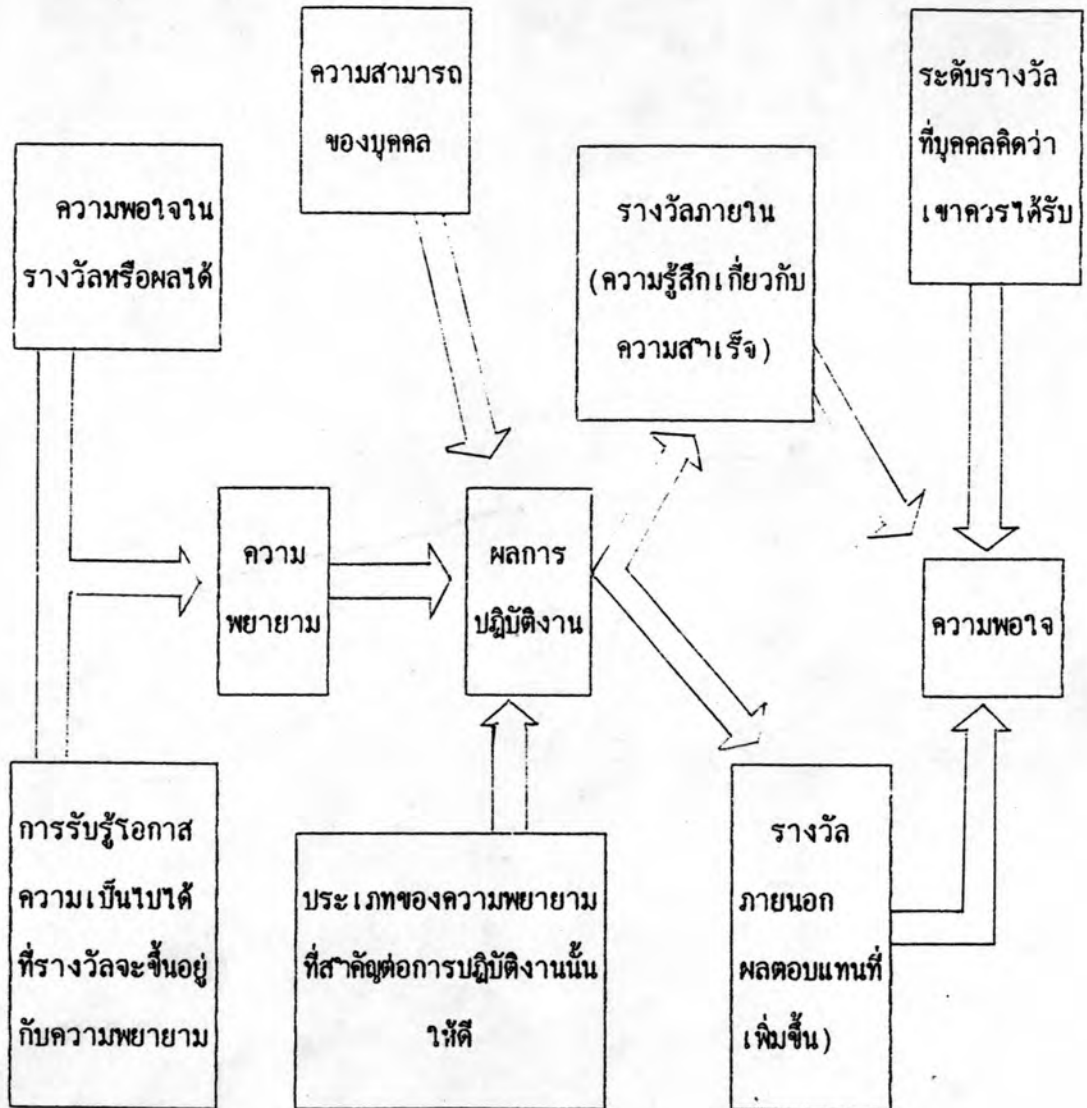 ความสามารถ
ของบุคคล
ระดับรางวัล
ที่บุคคลคิดว่า
เขาควรได้รับ
ความพอใจใน
รางวัลหรือผลได้
รางวัลภายใน
(ความรู้สึกเกี่ยวกับ
ความสำเร็จ)
ความ
พยายาม
ผลการ
ปฏิบัติงาน
ความพอใจ
การรับรู้โอกาส
ความเป็นไปได้
ที่รางวัลจะขึ้นอยู่
กับความพยายาม
ประเภทของความพยายาม
ที่สำคัญต่อการปฏิบัติงานนั้น
ให้ดี
รางวัล
ภายนอก
ผลตอบแทนที่
เพิ่มขึ้น)